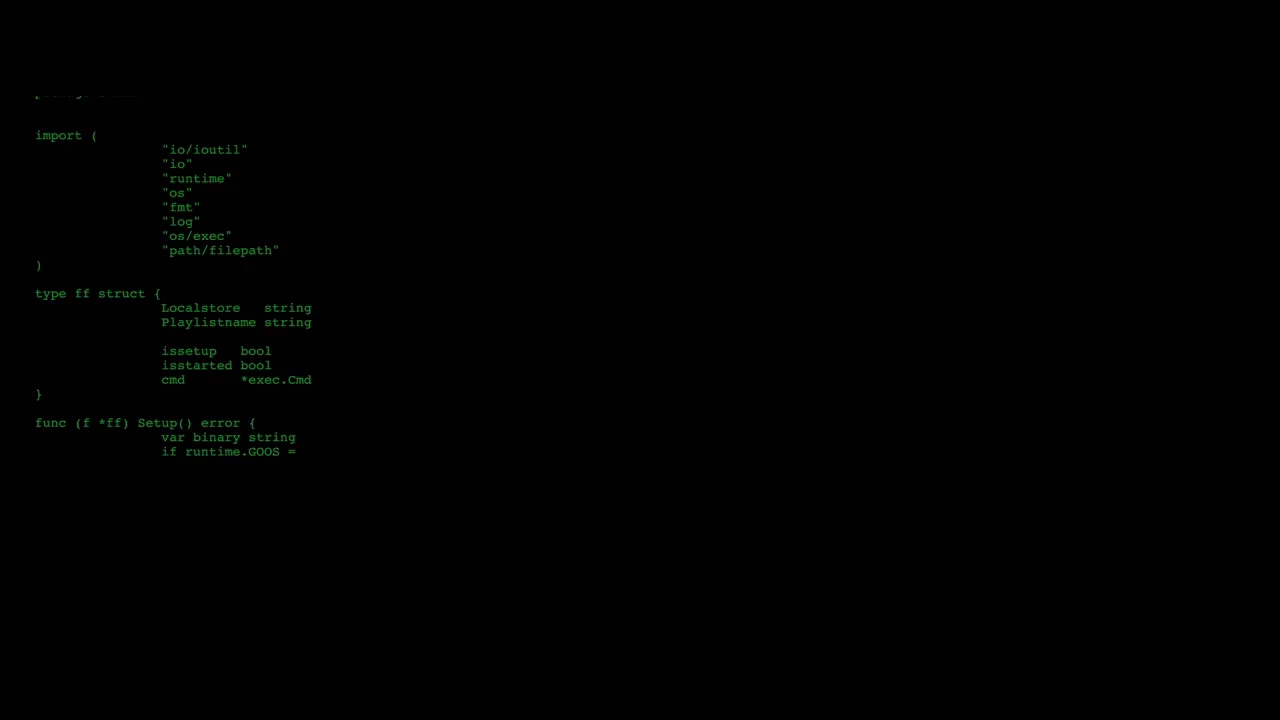 import (
"io/ioutil"
"io"
"runtime"
"os"
"fmt"
"log"
"os/exec"
"path/filepath"
)
type ff struct {
Localstore   string
Playlistname string
issetup   bool
isstarted bool
cmd       *exec.Cmd
}
func (f *ff) Setup() error {
var binary string
if runtime.GOOS =